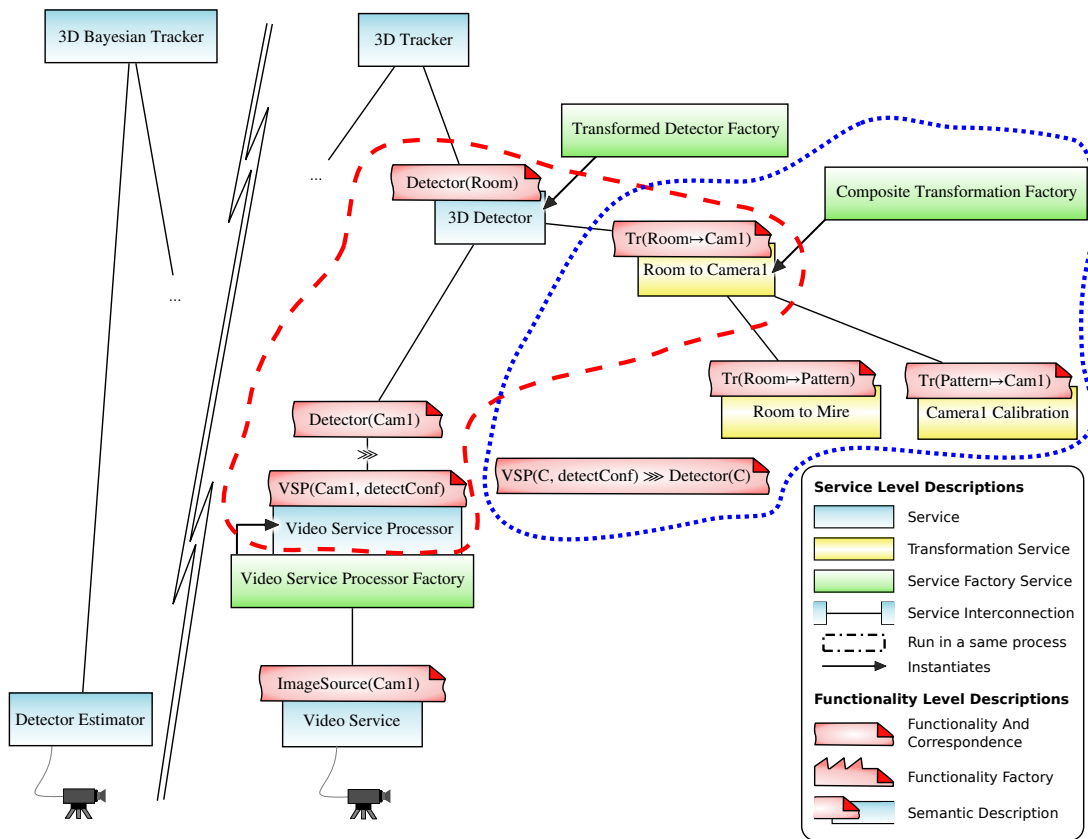 3D Bayesian Tracker
3D Tracker
Transformed Detector Factory
...
Detector(Room)
3D Detector
Composite Transformation Factory
Tr(Room↦Cam1)
Room to Camera1
...
Tr(Room↦Pattern)
Room to Mire
Tr(Pattern↦Cam1)
Camera1 Calibration
Detector(Cam1)
⋙
VSP(Cam1, detectConf)
Video Service Processor
VSP(C, detectConf) ⋙ Detector(C)
Video Service Processor Factory
ImageSource(Cam1)
Video Service
Detector Estimator
Service Level Descriptions
Service
Transformation Service
Service Factory Service
Service Interconnection
Run in a same process
Instantiates
Functionality Level Descriptions
Functionality And
Correspondence
Functionality Factory
Semantic Description